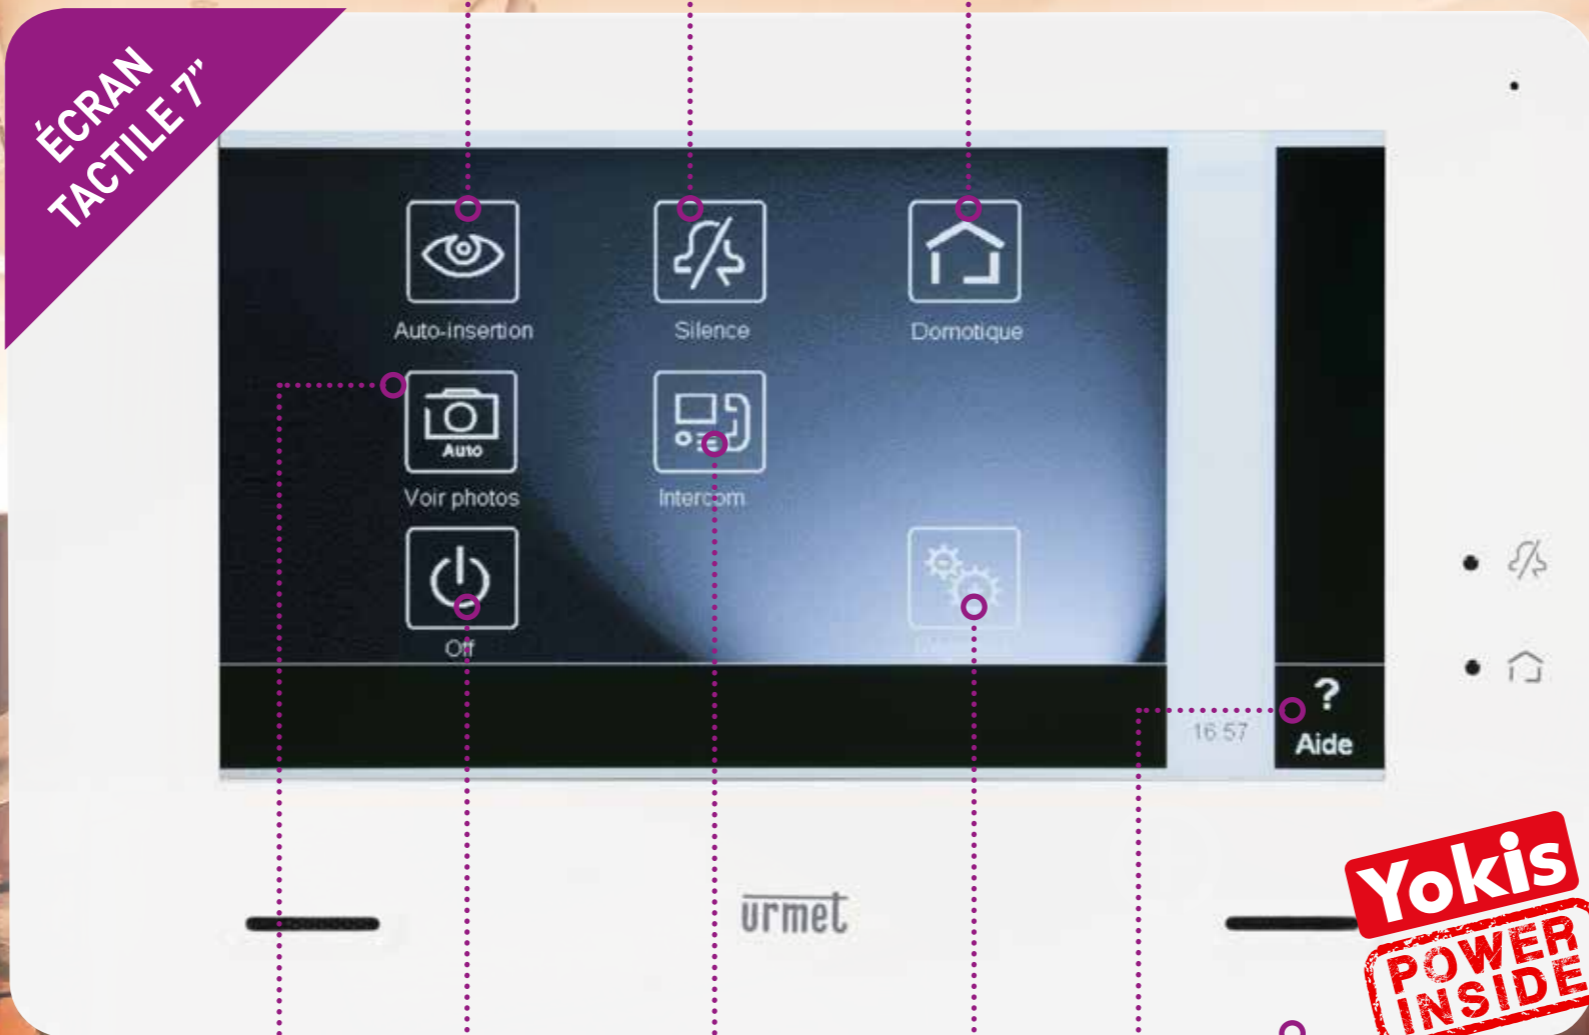 ÉCRAN
TACTILE 7”
Auto-insertion
Silence
Domotique
Auto
Voir photos
Intercom
Off
16:57
?
Aide
urmet
Yokis
POWER
INSIDE